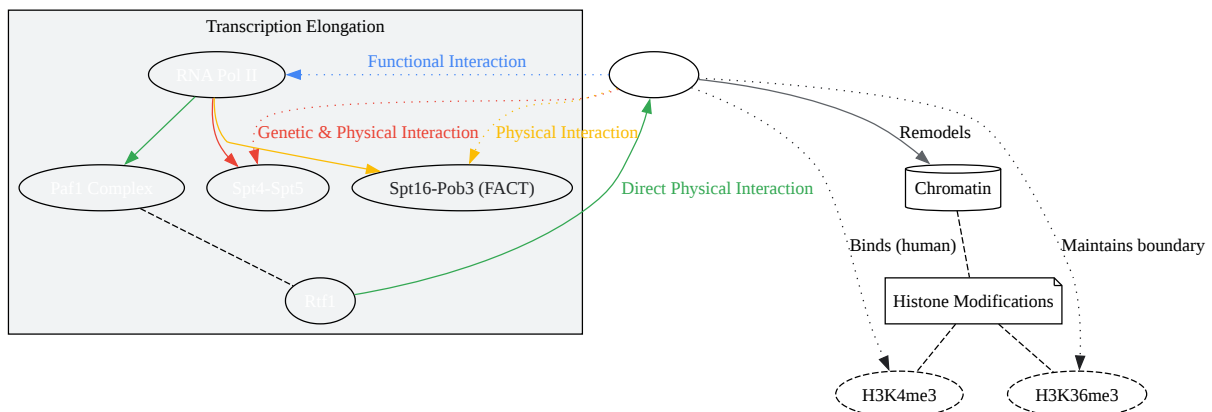 Transcription Elongation
RNA Pol II
Functional Interaction
Genetic & Physical Interaction
Physical Interaction
Remodels
Paf1 Complex
Spt4-Spt5
Spt16-Pob3 (FACT)
Direct Physical Interaction
Chromatin
Binds (human)
Maintains boundary
Rtf1
Histone Modifications
H3K4me3
H3K36me3